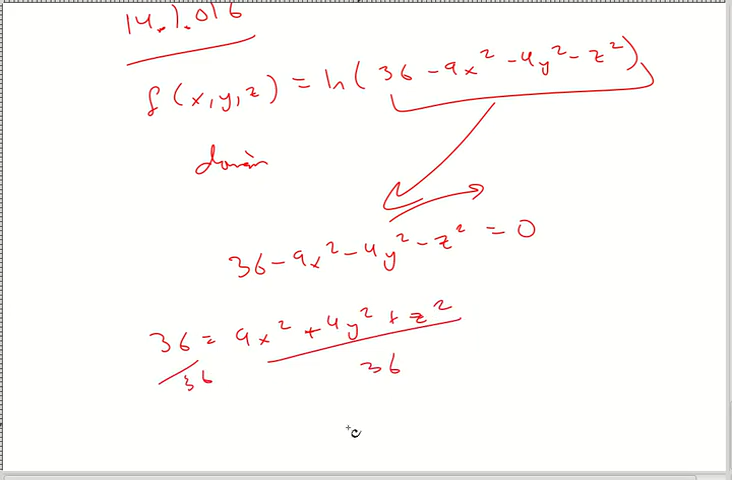 14.1.016
f(x,y,z) = ln(36 - 9x² - 4y² - z²)
domain
36 - 9x² - 4y² - z² = 0
36 = 9x² + 4y² + z²
36 36